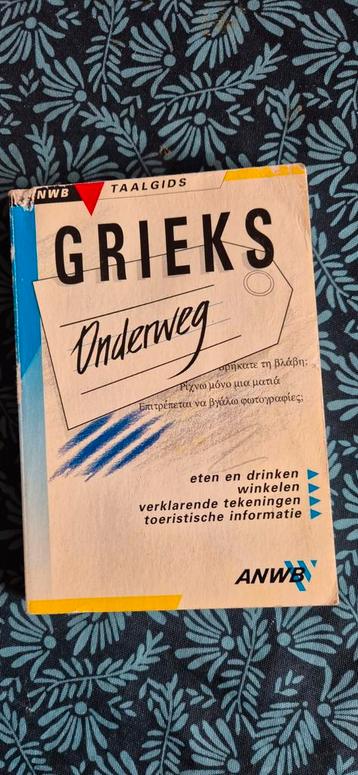 NWB TAALGIDS
GRIEKS
Onderweg
βρήκατε τη βλάβη;
Ρίχνω μόνο μια ματιά
Επιτρέπεται να βγάλω φωτογραφίες;
eten en drinken
winkelen
verklarende tekeningen
toeristische informatie
ANWB